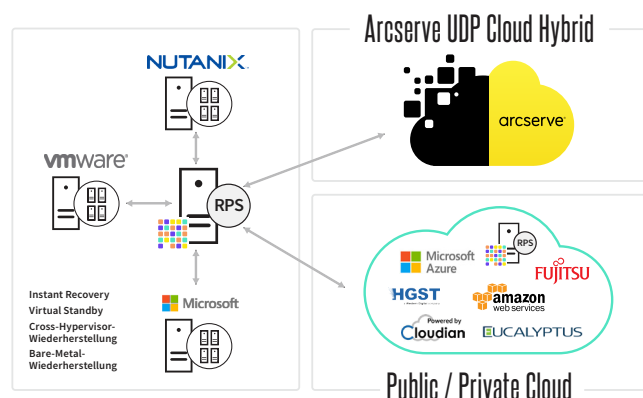 NUTANIX
vmware®
RPS
Microsoft
Instant Recovery
Virtual Standby
Cross-Hypervisor-
Wiederherstellung
Bare-Metal-
Wiederherstellung
Arcserve UDP Cloud Hybrid
arcserve®
RPS
Microsoft
Azure
FUJITSU
HGST
amazon
web services
Powered by
Cloudian
EUCALYPTUS
Public / Private Cloud